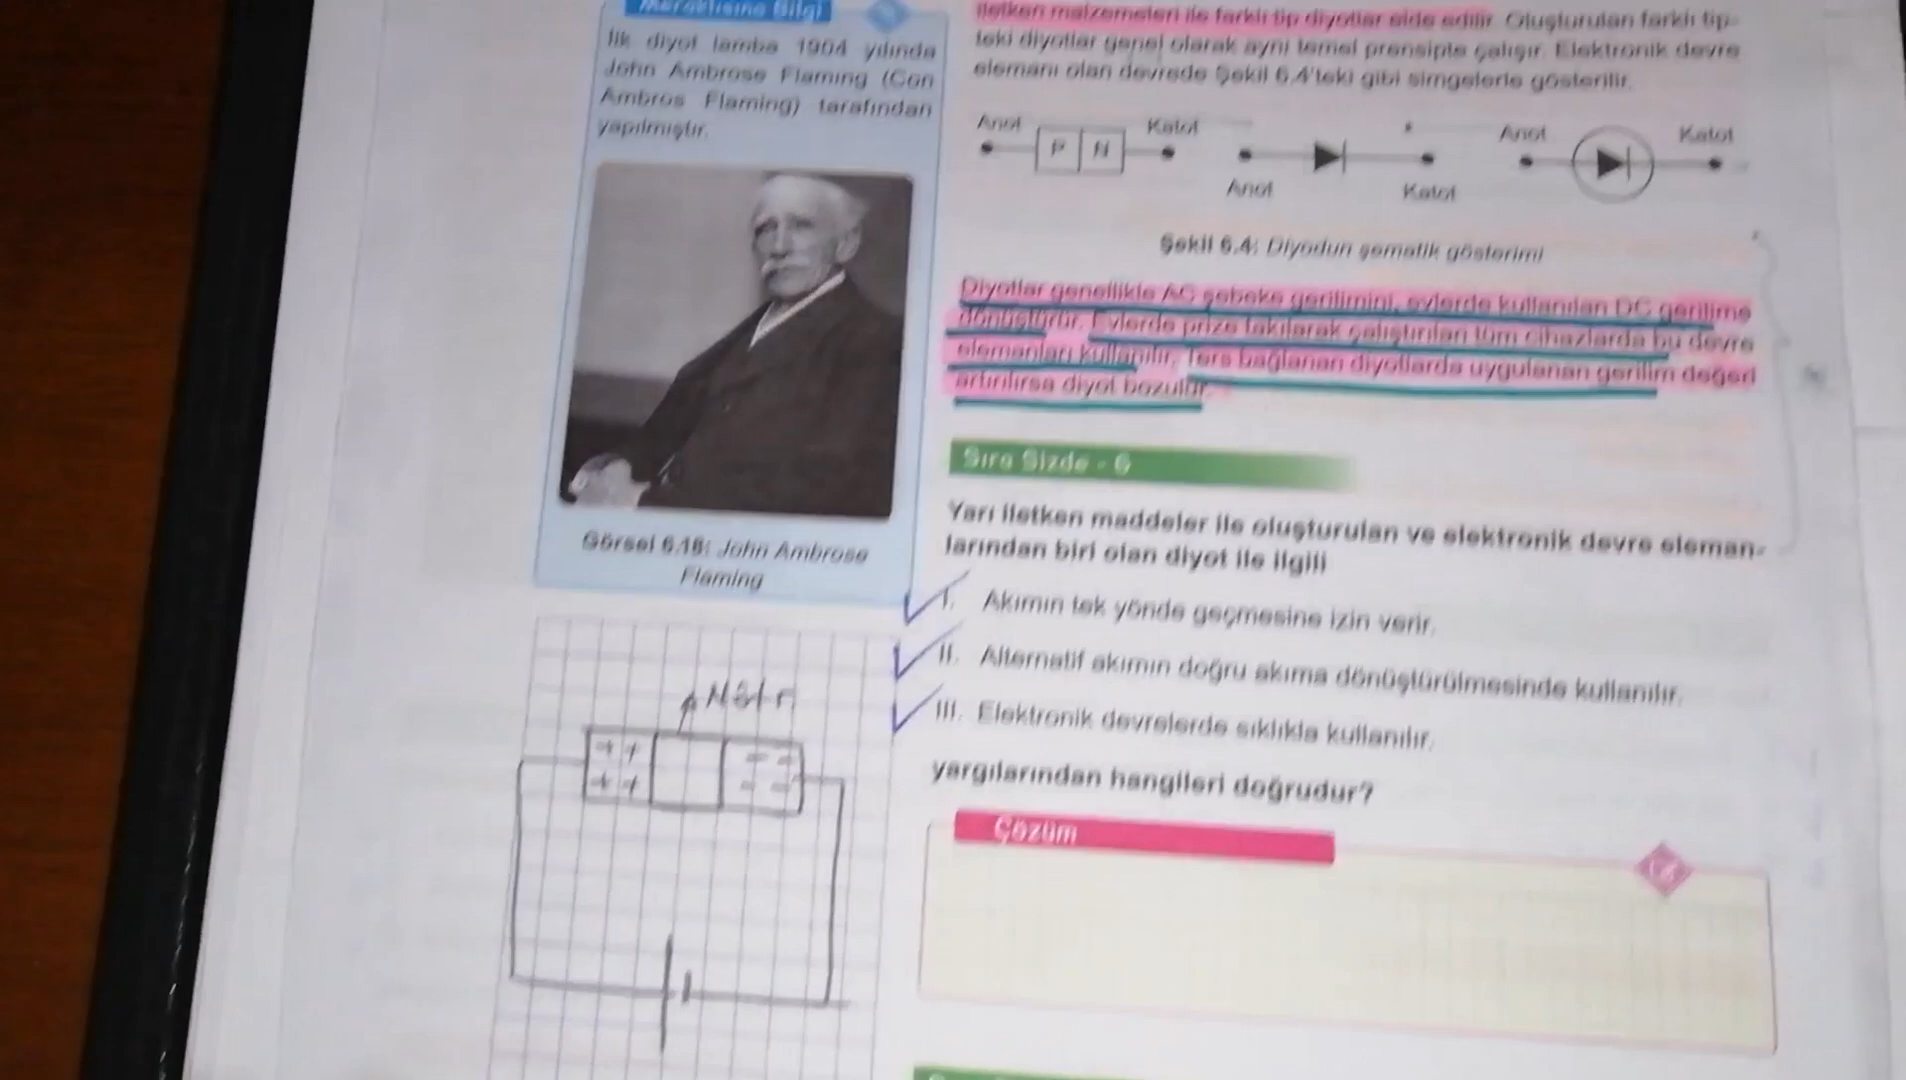 Meraklısına Bilgi
İlk diyot lamba 1904 yılında
John Ambrose Flaming (Con
Ambros Flaming) tarafından
yapılmıştır.
Görsel 6.18: John Ambrose
Flaming
Nötr
+ +
+ +
- -
- -
iletken malzemeleri ile farklı tip diyotlar elde edilir. Oluşturulan farklı tip-
teki diyotlar genel olarak aynı temel prensipte çalışır. Elektronik devre
elemanı olan devrede Şekil 6.4'teki gibi simgelerle gösterilir.
Anot P N Katot
Anot Katot
Anot Katot
Şekil 6.4: Diyodun şematik gösterimi
Diyotlar genellikle AC şebeke gerilimini, evlerde kullanılan DC gerilime
dönüştürür. Evlerde prize takılarak çalıştırılan tüm cihazlarda bu devre
elemanları kullanılır. Ters bağlanan diyotlarda uygulanan gerilim değeri
artırılırsa diyot bozulur.
Sıra Sizde - 6
Yarı iletken maddeler ile oluşturulan ve elektronik devre eleman-
larından biri olan diyot ile ilgili
I. Akımın tek yönde geçmesine izin verir.
II. Alternatif akımın doğru akıma dönüştürülmesinde kullanılır.
III. Elektronik devrelerde sıklıkla kullanılır.
yargılarından hangileri doğrudur?
Çözüm